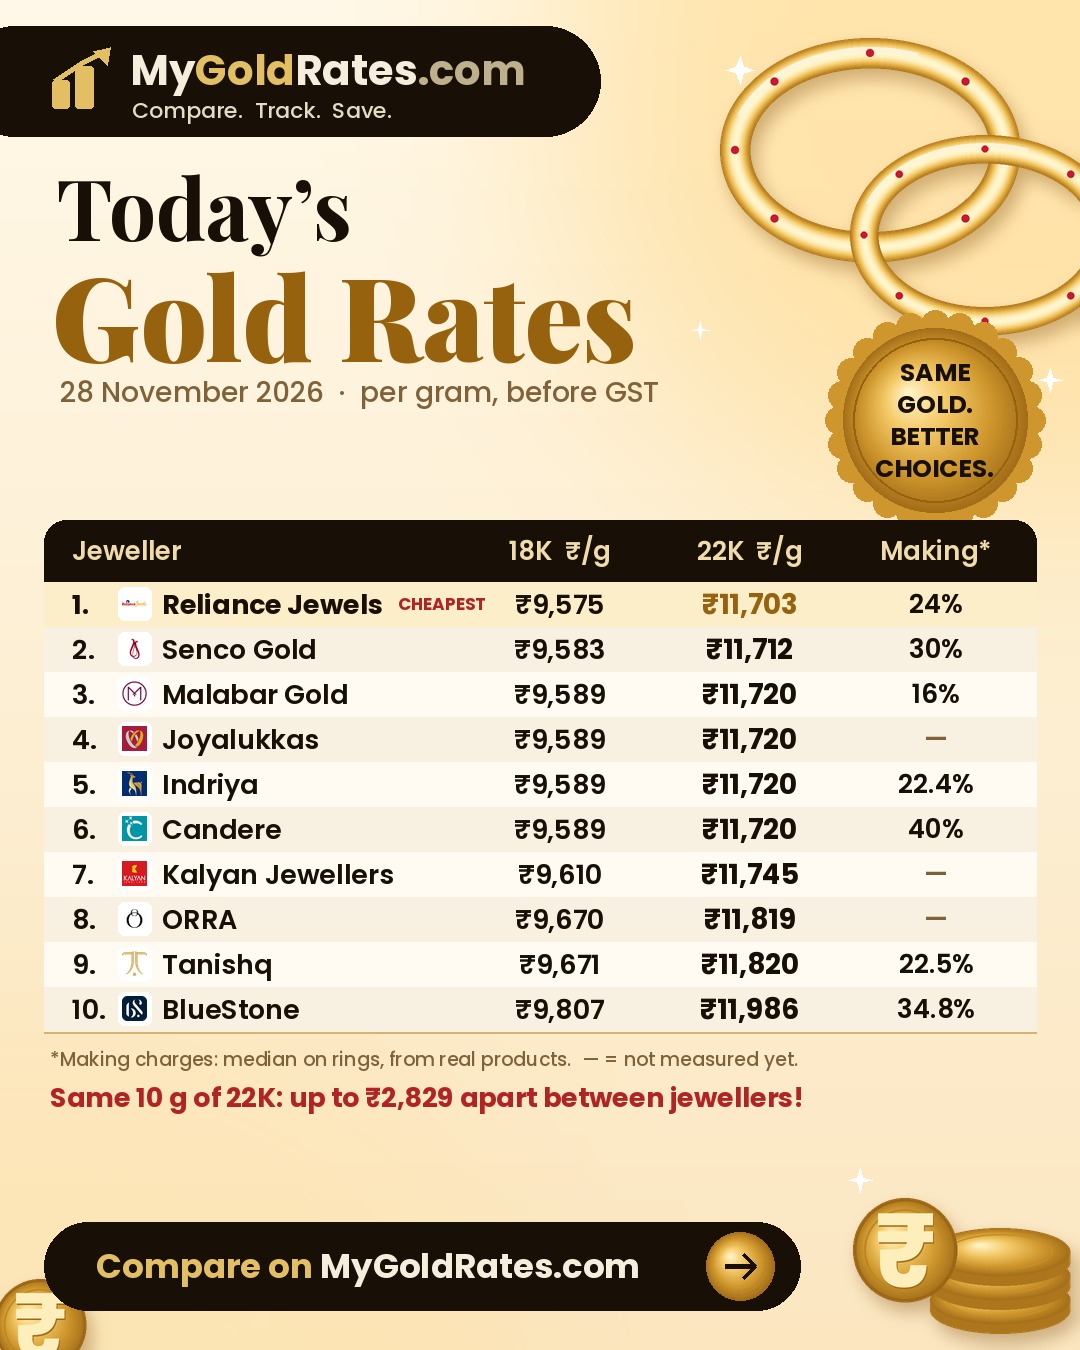 MyGoldRates.com
Compare. Track. Save.
Today's
Gold Rates
28 November 2026 · per gram, before GST
SAME
GOLD.
BETTER
CHOICES.
Jeweller 18K ₹/g 22K ₹/g Making*
1. Reliance Jewels CHEAPEST ₹9,575 ₹11,703 24%
2. Senco Gold ₹9,583 ₹11,712 30%
3. Malabar Gold ₹9,589 ₹11,720 16%
4. Joyalukkas ₹9,589 ₹11,720 —
5. Indriya ₹9,589 ₹11,720 22.4%
6. Candere ₹9,589 ₹11,720 40%
7. KALYAN Kalyan Jewellers ₹9,610 ₹11,745 —
8. ORRA ₹9,670 ₹11,819 —
9. Tanishq ₹9,671 ₹11,820 22.5%
10. BlueStone ₹9,807 ₹11,986 34.8%
*Making charges: median on rings, from real products. — = not measured yet.
Same 10 g of 22K: up to ₹2,829 apart between jewellers!
Compare on MyGoldRates.com
₹
₹